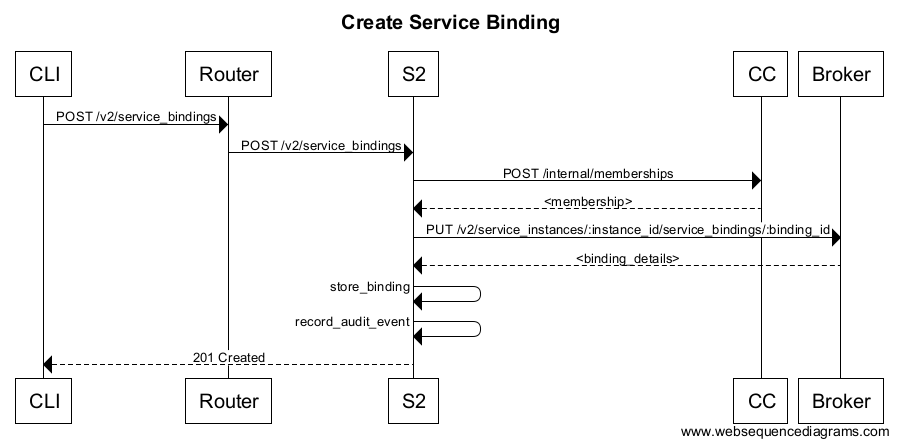 Create Service Binding
CLI
Router
S2
CC
Broker
POST /v2/service_bindings
POST /v2/service_bindings
POST /internal/memberships
<membership>
PUT /v2/service_instances/:instance_id/service_bindings/:binding_id
<binding_details>
store_binding
record_audit_event
201 Created
CLI
Router
S2
CC
Broker
www.websequencediagrams.com